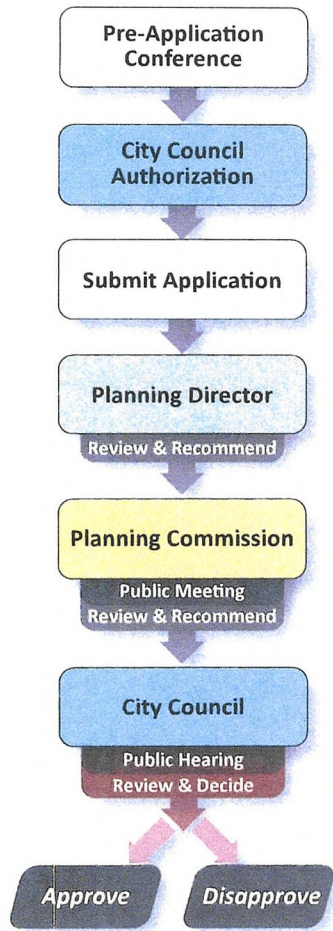 Pre-Application
Conference
City Council
Authorization
Submit Application
Planning Director
Review & Recommend
Planning Commission
Public Meeting
Review & Recommend
City Council
Public Hearing
Review & Decide
Approve
Disapprove